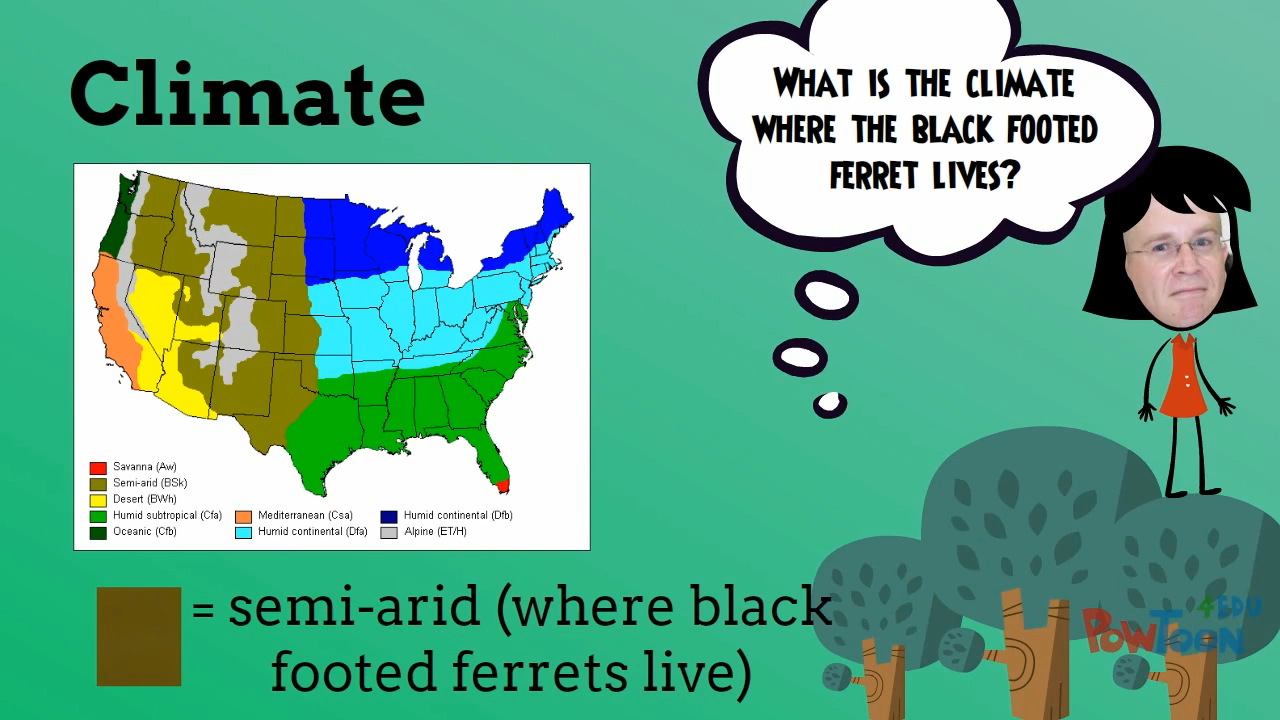 Climate
WHAT IS THE CLIMATE
WHERE THE BLACK FOOTED
FERRET LIVES?
Savanna (Aw)
Semi-arid (BSk)
Desert (BWh)
Humid subtropical (Cfa)
Mediterranean (Csa)
Humid continental (Dfb)
Oceanic (Cfb)
Humid continental (Dfa)
Alpine (ET/H)
= semi-arid (where black
footed ferrets live)
4EDU
POWTOON